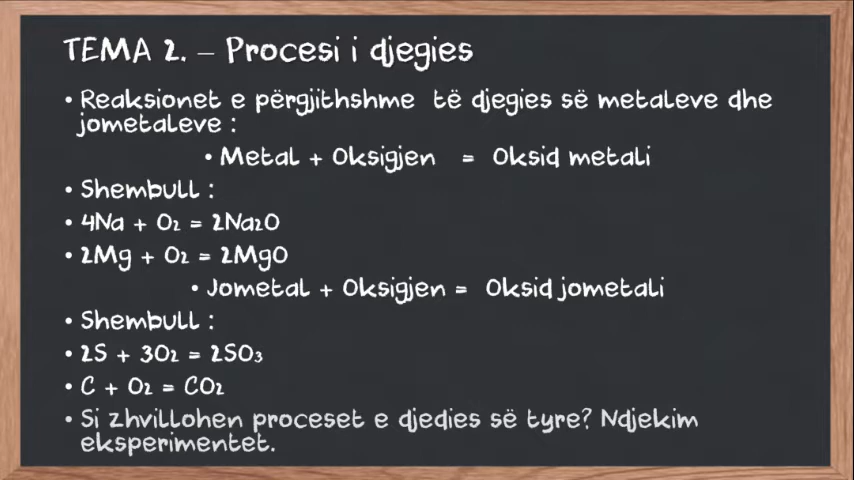 TEMA 2. – Procesi i djegies
• Reaksionet e përgjithshme të djegies së metaleve dhe
jometaleve :
• Metal + Oksigjen = Oksid metali
• Shembull :
• 4Na + O₂ = 2Na₂O
• 2Mg + O₂ = 2MgO
• Jometal + Oksigjen = Oksid jometali
• Shembull :
• 2S + 3O₂ = 2SO₃
• C + O₂ = CO₂
• Si zhvillohen proceset e djedies së tyre? Ndjekim
eksperimentet.